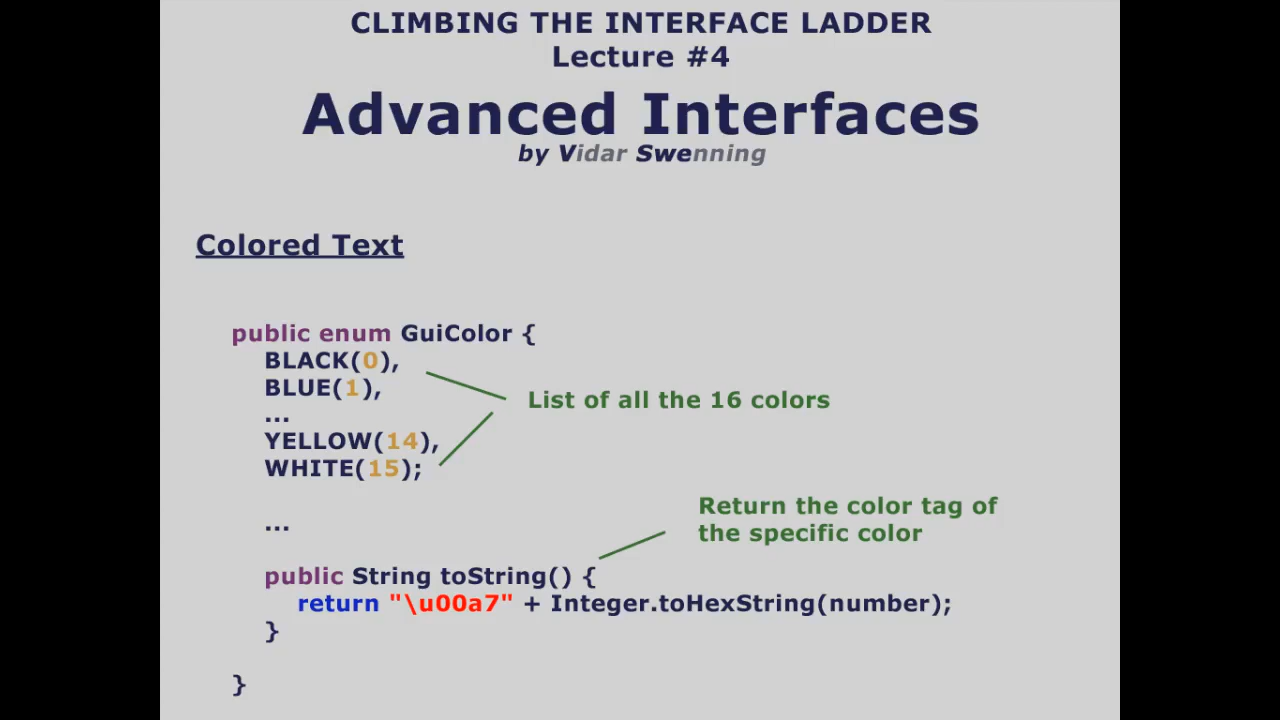 CLIMBING THE INTERFACE LADDER
Lecture #4
Advanced Interfaces
by Vidar Swenning
Colored Text
public enum GuiColor {
BLACK(0),
BLUE(1),
...
YELLOW(14),
WHITE(15);
List of all the 16 colors
...
Return the color tag of
the specific color
public String toString() {
return "\u00a7" + Integer.toHexString(number);
}
}